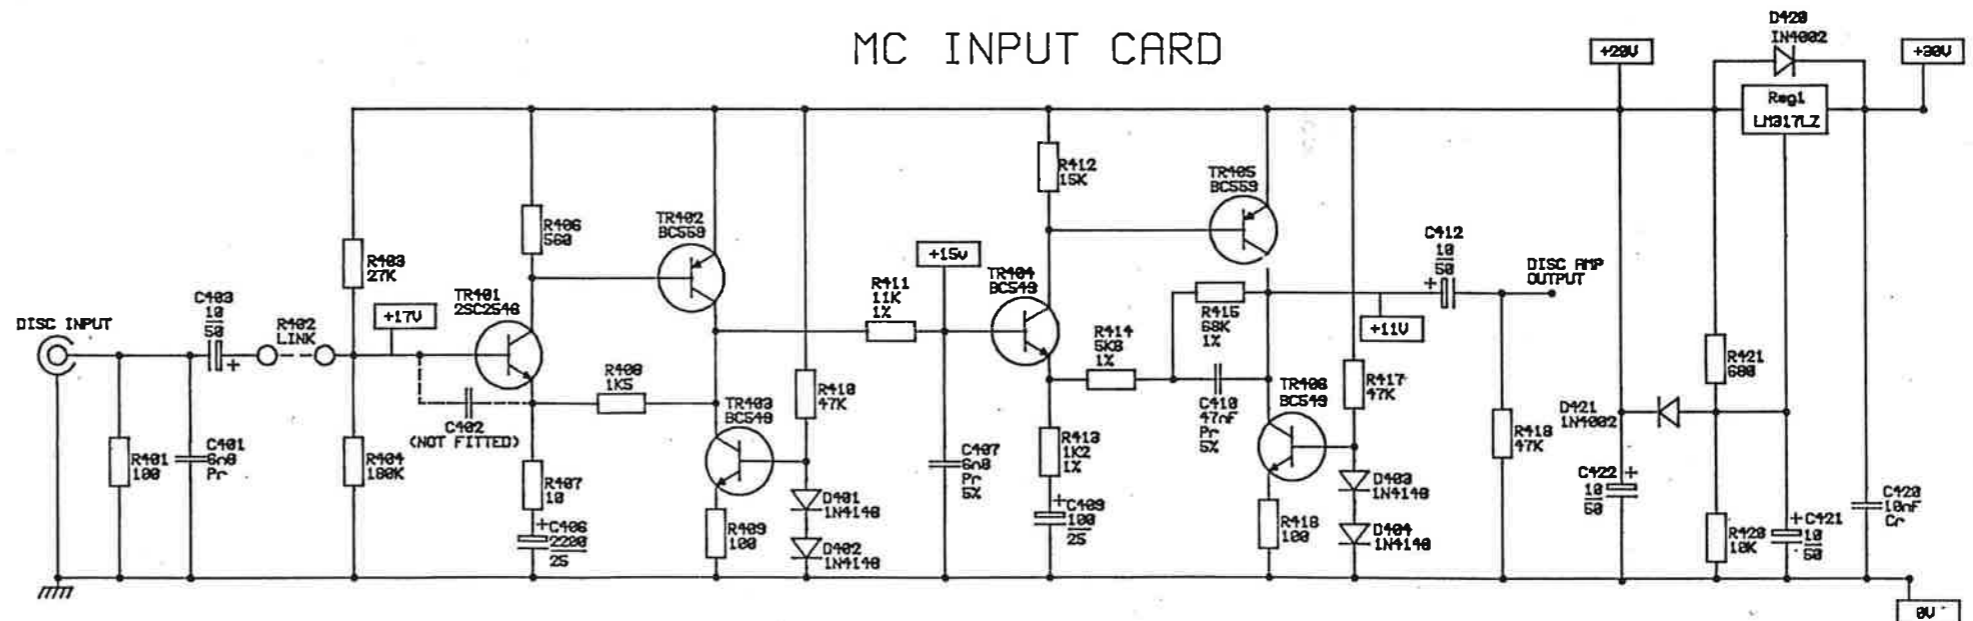 MC INPUT CARD
DISC INPUT
R401
100
C401
6n8
Pr
C403
10
50
+
R402
LINK
R403
27K
R404
180K
+17V
C402
(NOT FITTED)
TR401
2SC2546
R406
560
R407
10
+
C406
2200
25
R408
1K5
TR402
BC559
TR403
BC549
R409
100
R410
47K
D401
1N4148
D402
1N4148
R411
11K
1%
+15V
C407
6n8
Pr
5%
TR404
BC549
R412
15K
R413
1K2
1%
+
C409
100
25
R414
5K6
1%
R415
68K
1%
C410
47nF
Pr
5%
TR405
BC559
TR406
BC549
R416
100
R417
47K
D403
1N4148
D404
1N4148
+11V
C412
10
50
+
R418
47K
DISC AMP
OUTPUT
+20V
D420
IN4002
Reg1
LM317LZ
+30V
D421
1N4002
R421
680
R420
10K
C422
10
50
+
+
C421
10
50
C420
10nF
Cr
0V